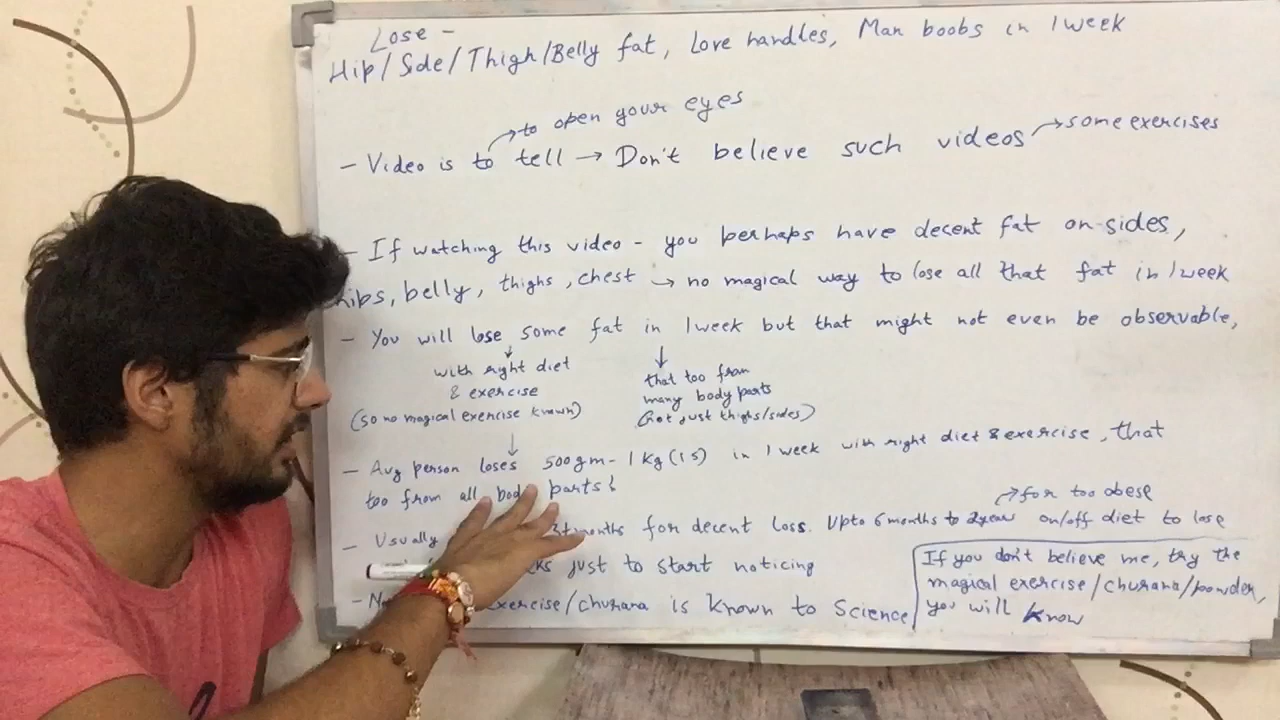 Lose -
Hip/Side/Thigh/Belly fat, Love handles, Man boobs in 1 week
→to open your eyes
- Video is to tell → Don't believe such videos →some exercises
- If watching this video - you perhaps have decent fat on sides,
hips, belly, thighs, chest → no magical way to lose all that fat in 1 week
- You will lose some fat in 1 week but that might not even be observable,
with right diet
& exercise
(so no magical exercise known)
that too from
many body parts
(not just thighs/sides)
- Avg person loses 500gm - 1 Kg (1S) in 1 week with right diet & exercise, that
too from all body parts!
→for too obese
- Usually months for decent loss. Upto 6 months to 2 year on/off diet to lose
just to start noticing
- exercise/churana is known to Science
If you don't believe me, try the
magical exercise/churana/powder,
you will know